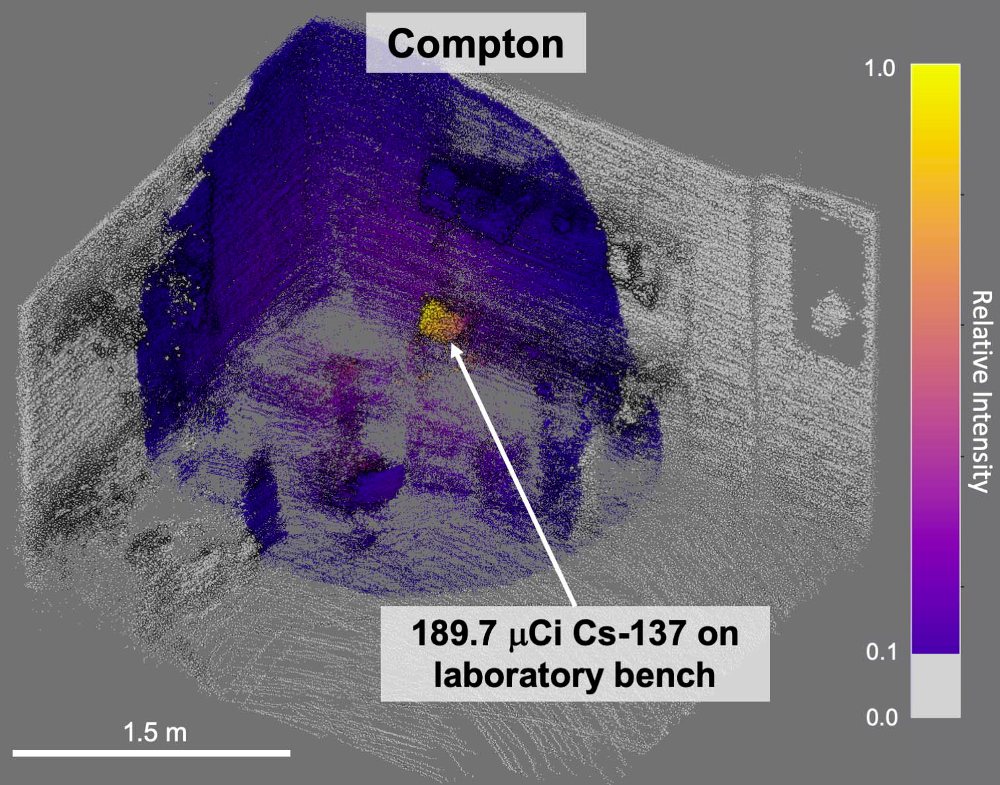 Compton
1.0
Relative Intensity
0.1
0.0
189.7 μCi Cs-137 on
laboratory bench
1.5 m